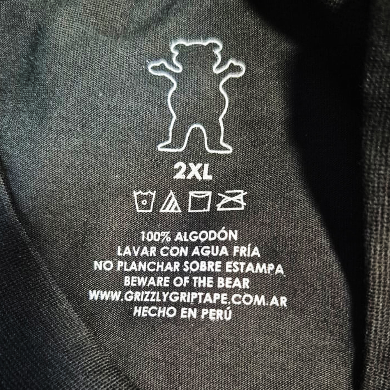 2XL
100% ALGODÓN
LAVAR CON AGUA FRÍA
NO PLANCHAR SOBRE ESTAMPA
BEWARE OF THE BEAR
WWW.GRIZZLYGRIPTAPE.COM.AR
HECHO EN PERÚ